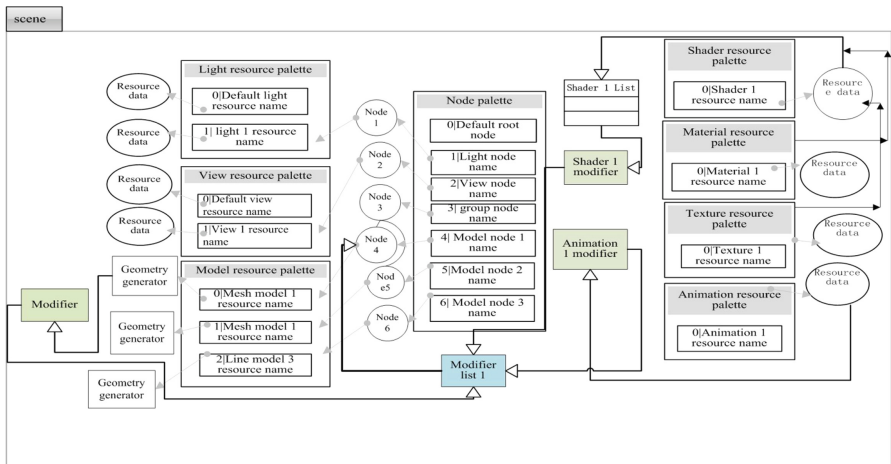 scene
Light resource palette
0|Default light
resource name
1| light 1 resource
name
Resource
data
Resource
data
View resource palette
0|Default view
resource name
1|View 1 resource
name
Resource
data
Resource data
Model resource palette
0|Mesh model 1
resource name
1|Mesh model 1
resource name
2|Line model 3
resource name
Geometry
generator
Geometry
generator
Geometry
generator
Modifier
Node
1
Node
2
Node
3
Node
4
Nod
e5
Node
6
Node palette
0|Default root
node
1|Light node
name
2|View node
name
3| group node
name
4| Model node 1
name
5|Model node 2
name
6| Model node 3
name
Modifier
list 1
Shader 1 List
Shader 1
modifier
Animation
1 modifier
Shader resource
palette
0|Shader 1
resource name
Resourc
e data
Material resource
palette
0|Material 1
resource name
Resource
data
Texture resource
palette
0|Texture 1
resource name
Resource
data
Animation resource
palette
0|Animation 1
resource name
Resource
data